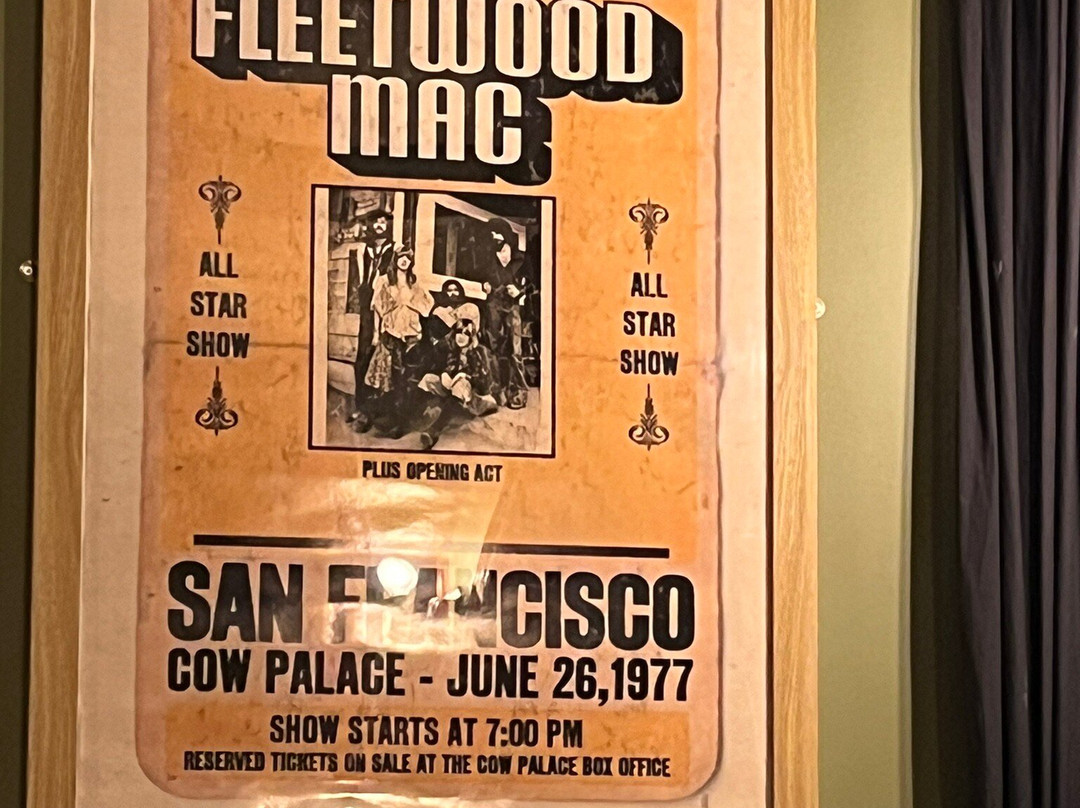 FLEETWOOD
MAC
ALL
STAR
SHOW
ALL
STAR
SHOW
PLUS OPENING ACT
SAN FRANCISCO
COW PALACE - JUNE 26,1977
SHOW STARTS AT 7:00 PM
RESERVED TICKETS ON SALE AT THE COW PALACE BOX OFFICE